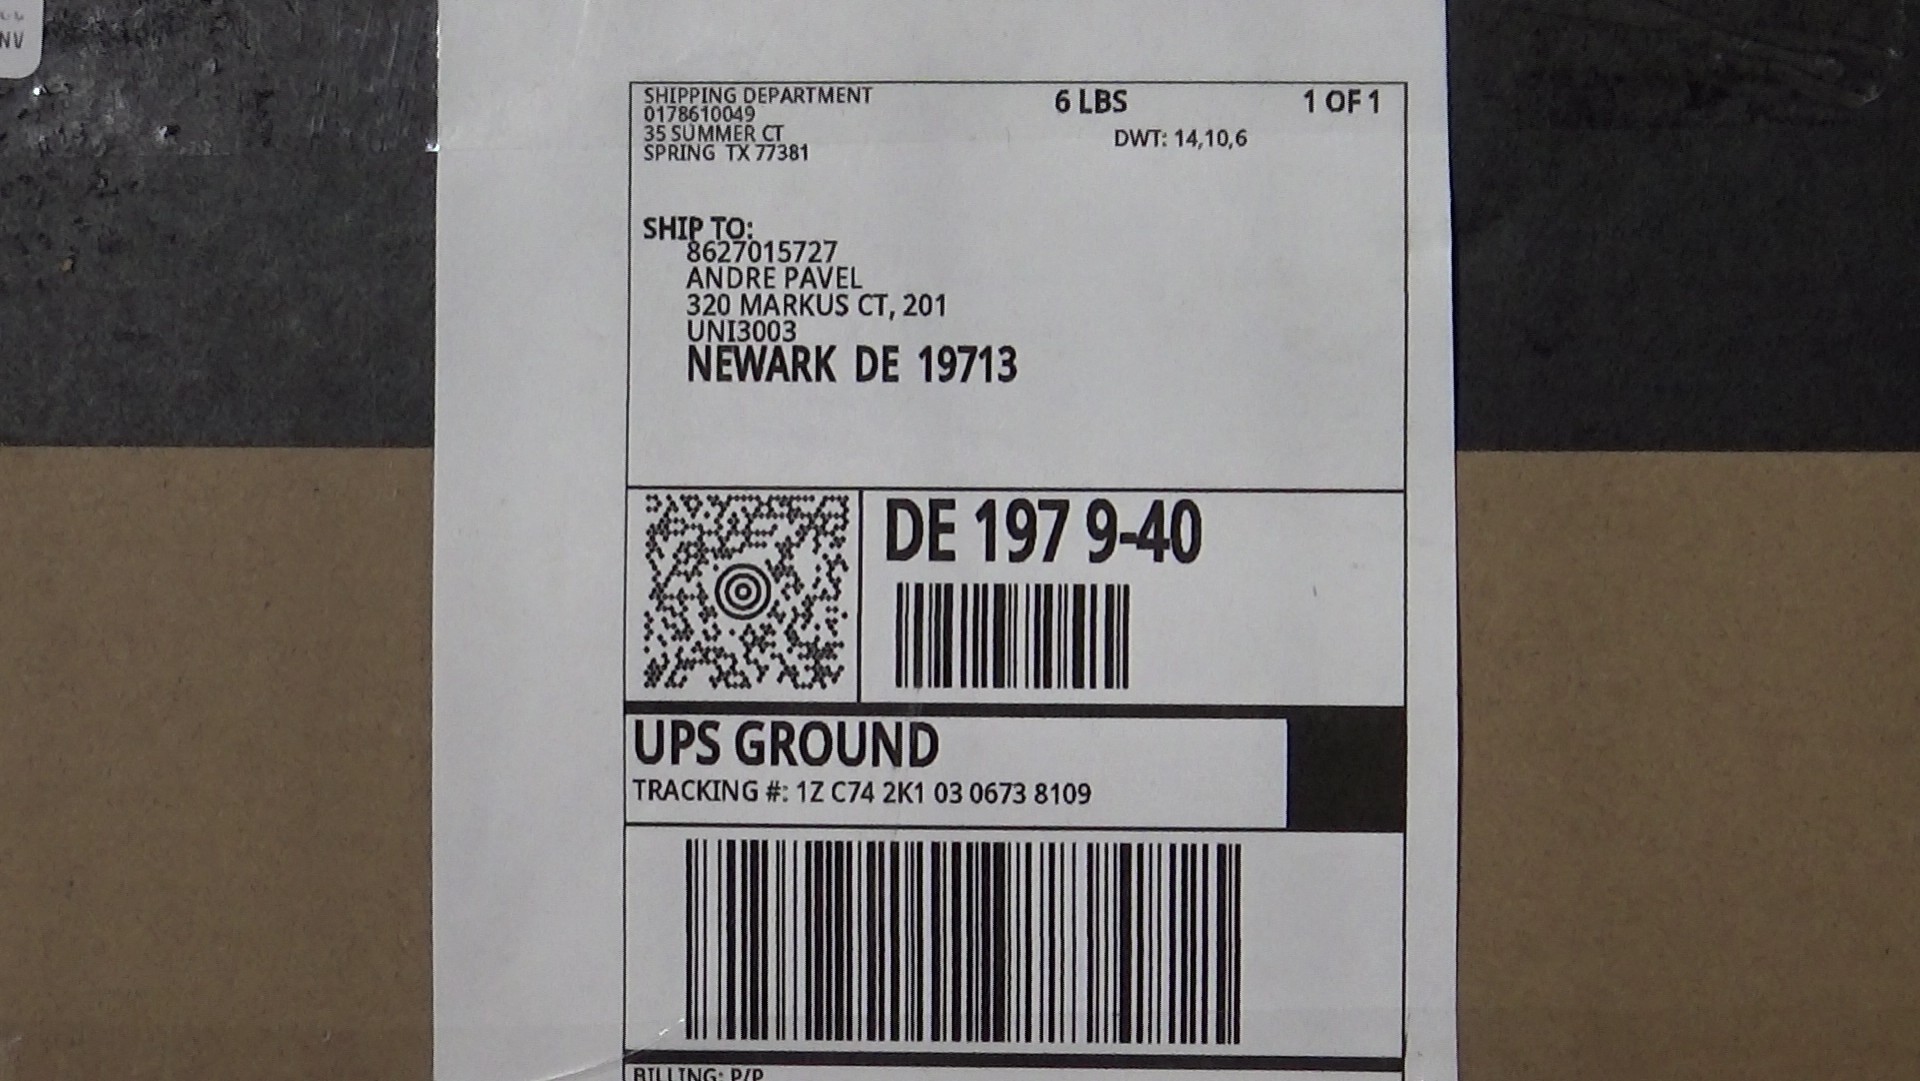 NV
SHIPPING DEPARTMENT
0178610049
35 SUMMER CT
SPRING TX 77381
6 LBS
1 OF 1
DWT: 14,10,6
SHIP TO:
8627015727
ANDRE PAVEL
320 MARKUS CT, 201
UNI3003
NEWARK DE 19713
DE 197 9-40
UPS GROUND
TRACKING #: 1Z C74 2K1 03 0673 8109
BILLING: P/P